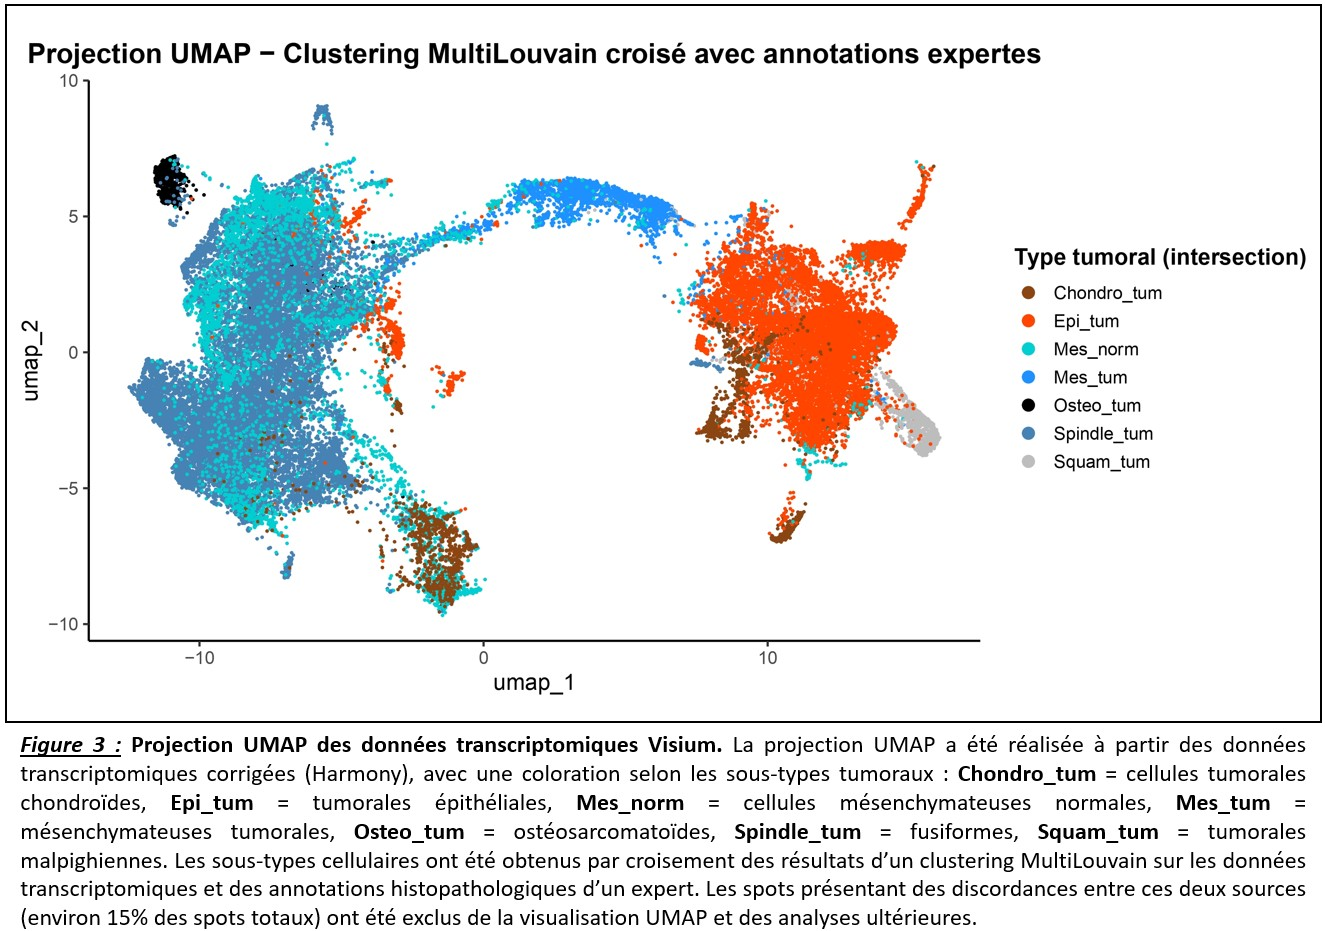 Projection UMAP − Clustering MultiLouvain croisé avec annotations expertes
10
5
0
−5
−10
umap_2
−10
0
10
umap_1
Type tumoral (intersection)
Chondro_tum
Epi_tum
Mes_norm
Mes_tum
Osteo_tum
Spindle_tum
Squam_tum
Figure 3 : Projection UMAP des données transcriptomiques Visium. La projection UMAP a été réalisée à partir des données
transcriptomiques corrigées (Harmony), avec une coloration selon les sous-types tumoraux : Chondro_tum = cellules tumorales
chondroïdes, Epi_tum = tumorales épithéliales, Mes_norm = cellules mésenchymateuses normales, Mes_tum =
mésenchymateuses tumorales, Osteo_tum = ostéosarcomatoïdes, Spindle_tum = fusiformes, Squam_tum = tumorales
malpighiennes. Les sous-types cellulaires ont été obtenus par croisement des résultats d’un clustering MultiLouvain sur les données
transcriptomiques et des annotations histopathologiques d’un expert. Les spots présentant des discordances entre ces deux sources
(environ 15% des spots totaux) ont été exclus de la visualisation UMAP et des analyses ultérieures.